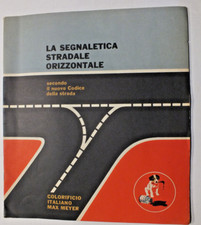 LA SEGNALETICA
STRADALE
ORIZZONTALE
secondo
il nuovo Codice
della strada
COLORIFICIO
ITALIANO
MAX MEYER